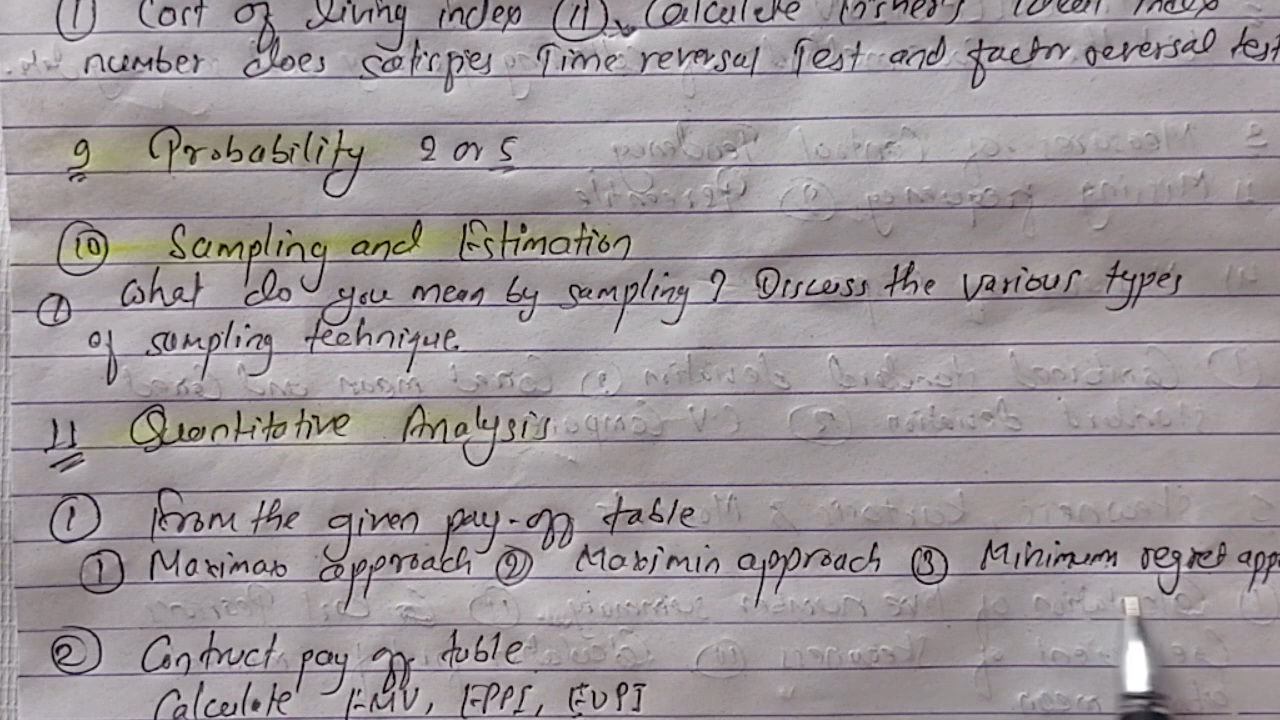 ① Cost of living index (11) Calculate Fisher's Ideal Index
number does satisfies Time reversal Test and factor reversal test
9 Probability 2 or 5
⑩ Sampling and Estimation
① What do you mean by sampling ? Discuss the various types
of sampling technique.
11 Quantitative Analysis
① From the given pay-off table
① Maximax approach ② Maximin approach ③ Minimum regret app
② Contruct pay off table
Calculate EMV, EPPI, EVPI